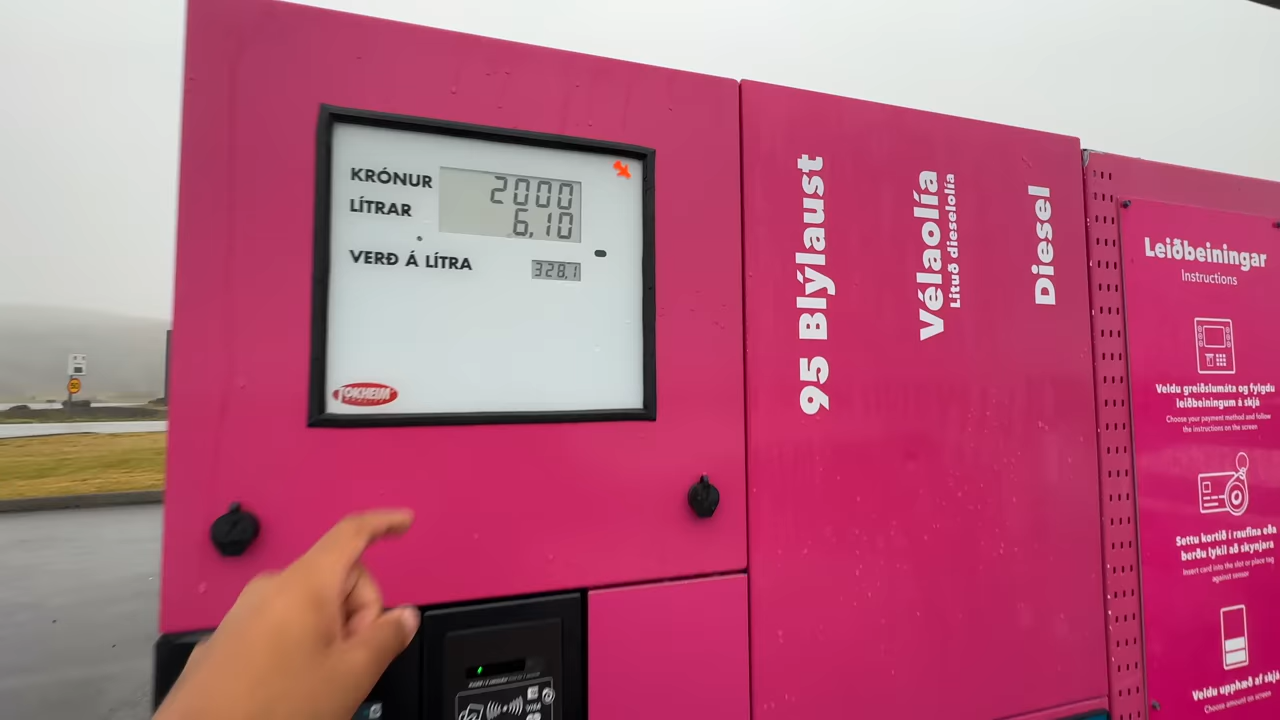 KRÓNUR 2000
LÍTRAR 6,10
VERÐ Á LÍTRA 328,1
TOKHEIM
95 Blýlaust
Vélaolía
Lituð dieselolía
Diesel
Leiðbeiningar
Instructions
Veldu greiðslumáta og fylgdu
leiðbeiningum á skjá
Choose your payment method and follow
the instructions on the screen
Settu kortið í raufina eða
berðu lykil að skynjara
Insert card into the slot or place tag
against sensor
Veldu upphæð af skjá
Choose amount on screen
VISA